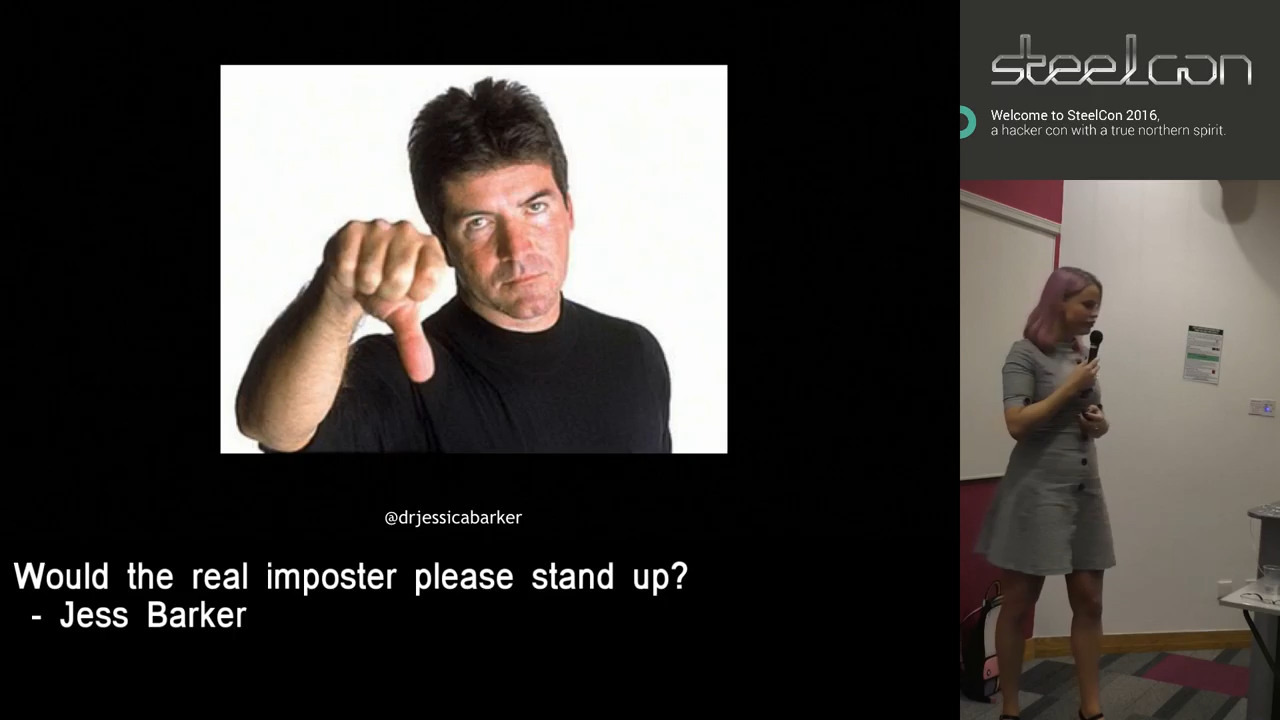 steelcon
Welcome to SteelCon 2016,
a hacker con with a true northern spirit.
@drjessicabarker
Would the real imposter please stand up?
- Jess Barker